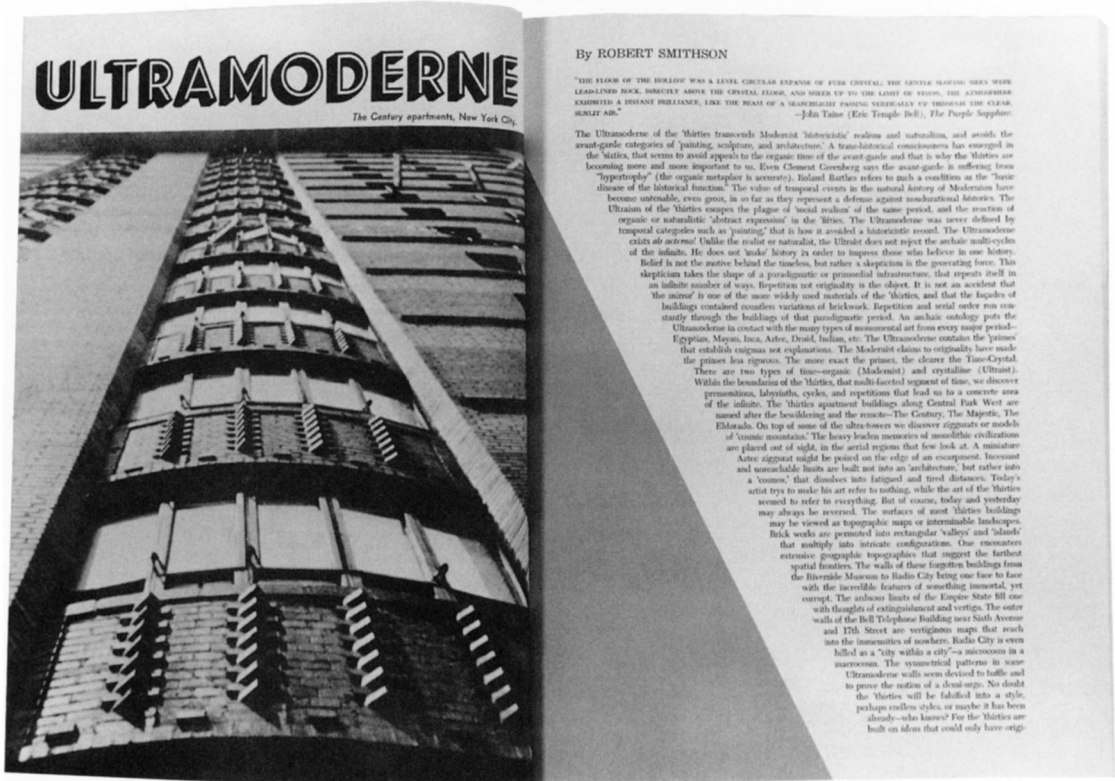 ULTRAMODERNE
The Century apartments, New York City.
By ROBERT SMITHSON
"THE FLOOR OF THE HOLLOW WAS A LEVEL CIRCULAR EXPANSE OF PURE CRYSTAL; THE GENTLE SLOPING SIDES WERE
LEAD-LINED ROCK. DIRECTLY ABOVE THE CRYSTAL FLOOR, AND SHEER UP TO THE LIMIT OF VISION, THE ATMOSPHERE
EXHIBITED A DISTANT BRILLIANCE, LIKE THE BEAM OF A SEARCHLIGHT PASSING VERTICALLY UP THROUGH THE CLEAR,
SUNLIT AIR."
—John Taine (Eric Temple Bell), The Purple Sapphire.
The Ultramoderne of the 'thirties transcends Modernist 'historicistic' realism and naturalism, and avoids the
avant-garde categories of 'painting, sculpture, and architecture.' A trans-historical consciousness has emerged in
the 'sixties, that seems to avoid appeals to the organic time of the avant-garde and that is why the 'thirties are
becoming more and more important to us. Even Clement Greenberg says the avant-garde is suffering from
"hypertrophy" (the organic metaphor is accurate). Roland Barthes refers to such a condition as the "basic
disease of the historical function." The value of temporal events in the natural history of Modernism have
become untenable, even gross, in so far as they represent a defense against nondurational histories. The
Ultraism of the 'thirties escapes the plague of 'social realism' of the same period, and the reaction of
organic or naturalistic 'abstract expression' in the 'fifties. The Ultramoderne was never defined by
temporal categories such as 'painting,' that is how it avoided a historicistic record. The Ultramoderne
exists ab aeterno! Unlike the realist or naturalist, the Ultraist does not reject the archaic multi-cycles
of the infinite. He does not 'make' history in order to impress those who believe in one history.
Belief is not the motive behind the timeless, but rather a skepticism is the generating force. This
skepticism takes the shape of a paradigmatic or primordial infrastructure, that repeats itself in
an infinite number of ways. Repetition not originality is the object. It is not an accident that
'the mirror' is one of the more widely used materials of the 'thirties, and that the façades of
buildings contained countless variations of brickwork. Repetition and serial order run con-
stantly through the buildings of that paradigmatic period. An archaic ontology puts the
Ultramoderne in contact with the many types of monumental art from every major period—
Egyptian, Mayan, Inca, Aztec, Druid, Indian, etc. The Ultramoderne contains the 'primes'
that establish enigmas not explanations. The Modernist claims to originality have made
the primes less rigorous. The more exact the primes, the clearer the Time-Crystal.
There are two types of time—organic (Modernist) and crystalline (Ultraist).
Within the boundaries of the 'thirties, that multi-faceted segment of time, we discover
premonitions, labyrinths, cycles, and repetitions that lead us to a concrete area
of the infinite. The 'thirties apartment buildings along Central Park West are
named after the bewildering and the remote—The Century, The Majestic, The
Eldorado. On top of some of the ultra-towers we discover ziggurats or models
of 'cosmic mountains.' The heavy leaden memories of monolithic civilizations
are placed out of sight, in the aerial regions that few look at. A miniature
Aztec ziggurat might be poised on the edge of an escarpment. Incessant
and unreachable limits are built not into an 'architecture,' but rather into
a 'cosmos,' that dissolves into fatigued and tired distances. Today's
artist trys to make his art refer to nothing, while the art of the 'thirties
seemed to refer to everything. But of course, today and yesterday
may always be reversed. The surfaces of most 'thirties buildings
may be viewed as topographic maps or interminable landscapes.
Brick works are permuted into rectangular 'valleys' and 'islands'
that multiply into intricate configurations. One encounters
extensive geographic topographies that suggest the farthest
spatial frontiers. The walls of these forgotten buildings from
the Riverside Museum to Radio City bring one face to face
with the incredible features of something immortal, yet
corrupt. The arduous limits of the Empire State fill one
with thoughts of extinguishment and vertigo. The outer
walls of the Bell Telephone Building near Sixth Avenue
and 17th Street are vertiginous maps that reach
into the immensities of nowhere. Radio City is even
billed as a "city within a city"—a microcosm in a
macrocosm. The symmetrical patterns in some
Ultramoderne walls seem devised to baffle and
to prove the notion of a demi-urge. No doubt
the 'thirties will be falsified into a style,
perhaps endless styles, or maybe it has been
already—who knows? For the 'thirties are
built on ideas that could only have origi-